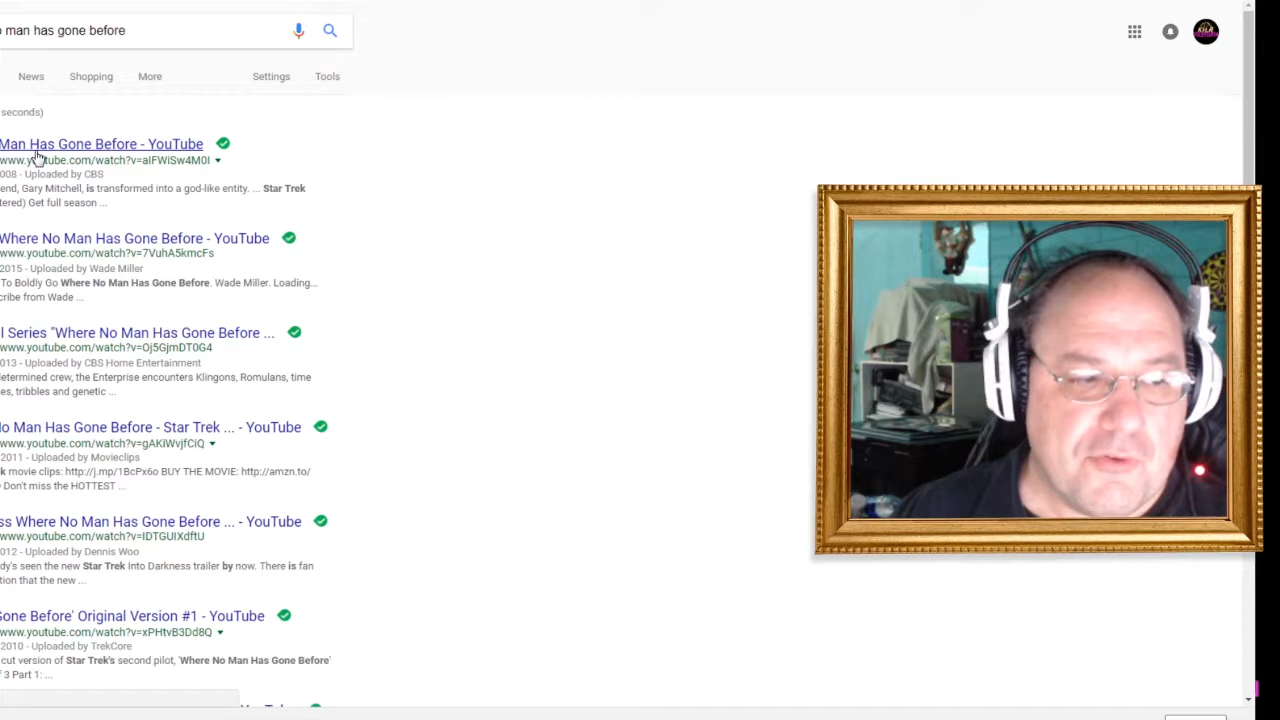 o man has gone before
News Shopping More Settings Tools
seconds)
Man Has Gone Before - YouTube
www.youtube.com/watch?v=aIFWiSw4M0I
008 - Uploaded by CBS
end, Gary Mitchell, is transformed into a god-like entity. ... Star Trek
tered) Get full season ...
Where No Man Has Gone Before - YouTube
www.youtube.com/watch?v=7VuhA5kmcFs
2015 - Uploaded by Wade Miller
To Boldly Go Where No Man Has Gone Before. Wade Miller. Loading...
cribe from Wade ...
l Series "Where No Man Has Gone Before ...
www.youtube.com/watch?v=Oj5GjmDT0G4
2013 - Uploaded by CBS Home Entertainment
determined crew, the Enterprise encounters Klingons, Romulans, time
es, tribbles and genetic ...
No Man Has Gone Before - Star Trek ... - YouTube
www.youtube.com/watch?v=gAKiWvjfCiQ
2011 - Uploaded by Movieclips
k movie clips: http://j.mp/1BcPx6o BUY THE MOVIE: http://amzn.to/
Don't miss the HOTTEST ...
ss Where No Man Has Gone Before ... - YouTube
www.youtube.com/watch?v=IDTGUIXdftU
2012 - Uploaded by Dennis Woo
dy's seen the new Star Trek Into Darkness trailer by now. There is fan
tion that the new ...
Gone Before' Original Version #1 - YouTube
www.youtube.com/watch?v=xPHtvB3Dd8Q
2010 - Uploaded by TrekCore
cut version of Star Trek's second pilot, 'Where No Man Has Gone Before'
f 3 Part 1: ...